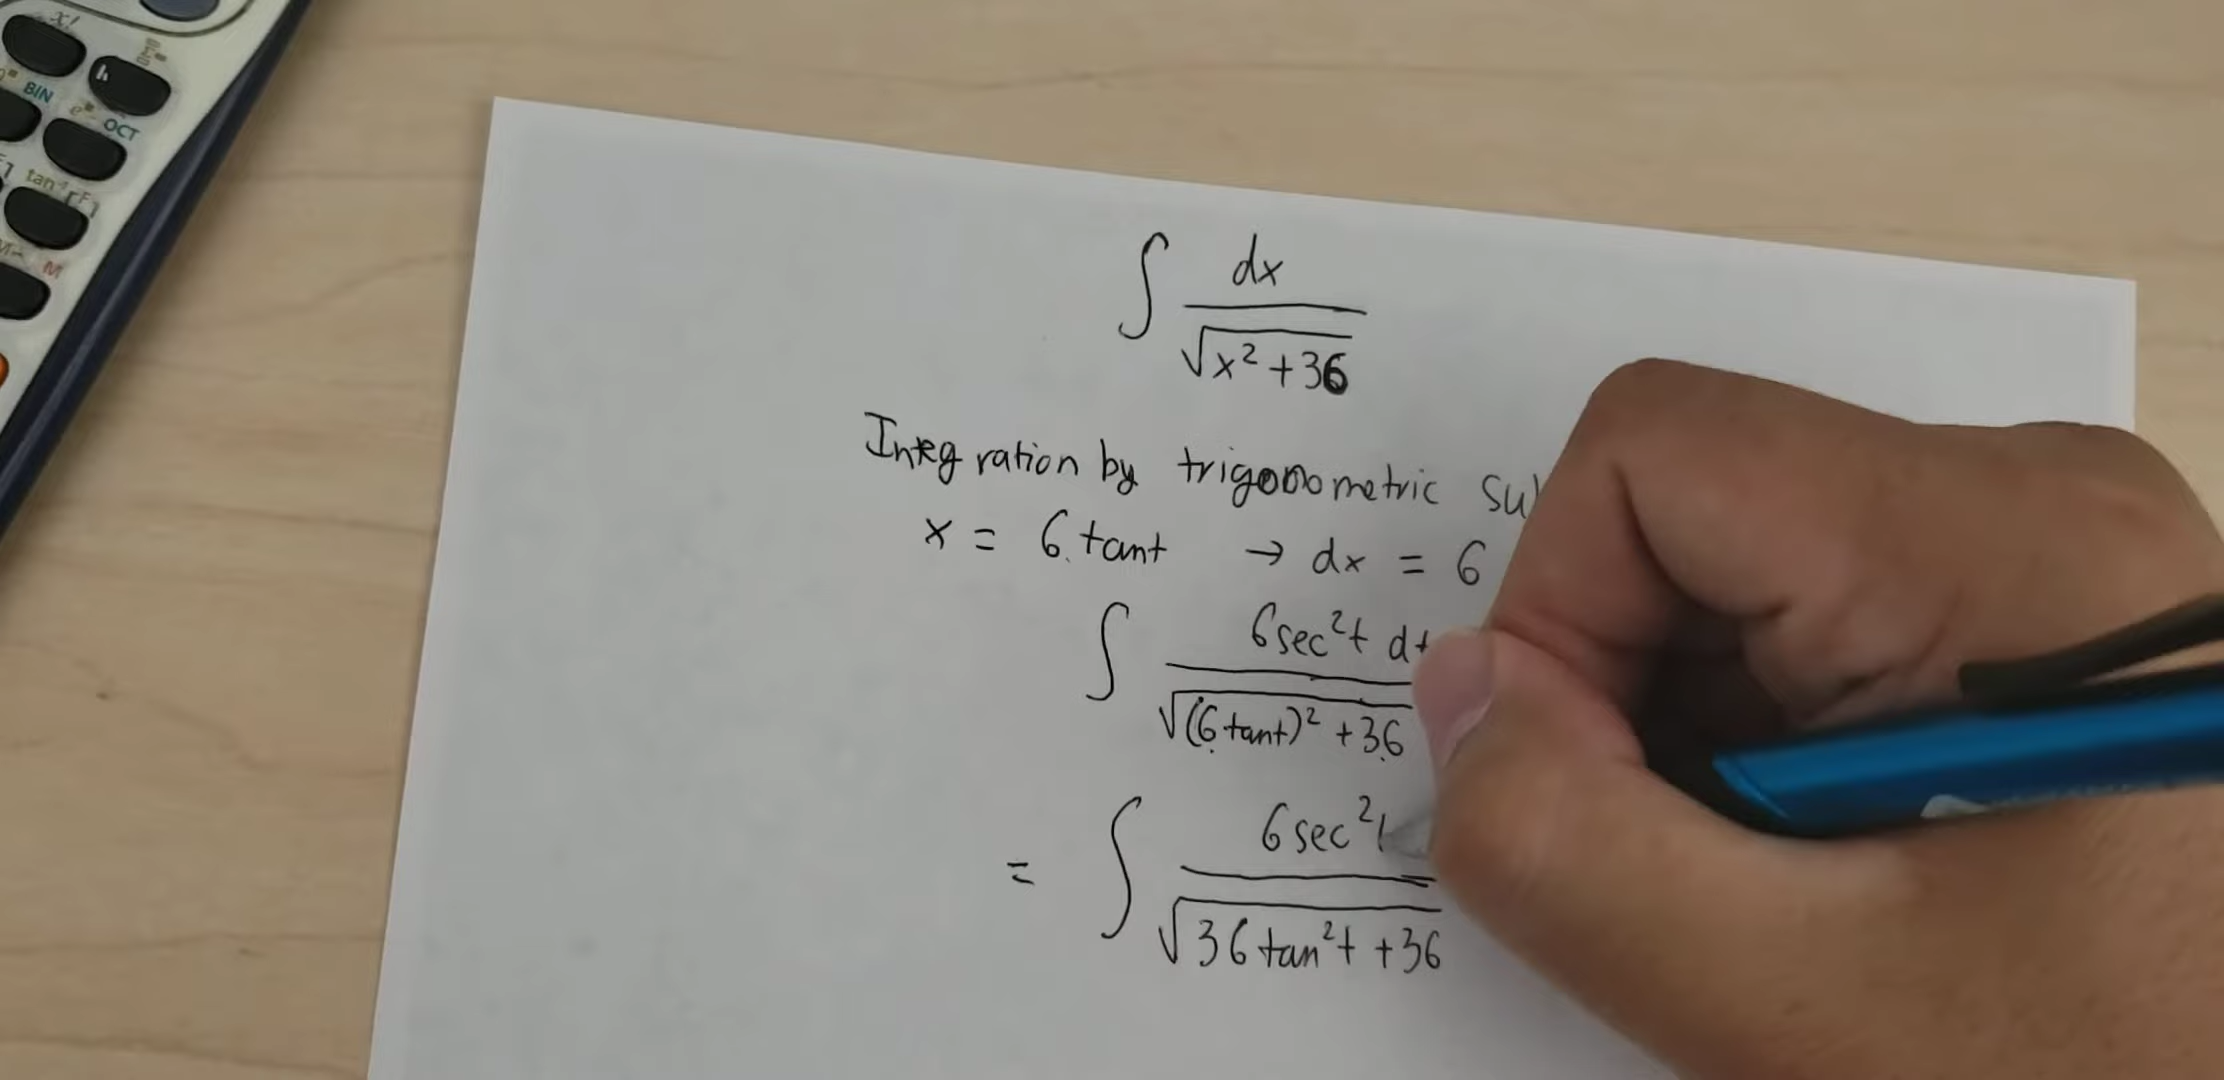 x!
BIN
OCT
tan⁻¹
M
∫ dx / √x² + 36
Integration by trigonometric
x = 6 tant → dx = 6
∫ 6sec²t dt / √(6tant)² + 36
= ∫ 6sec²t / √36tan²t + 36